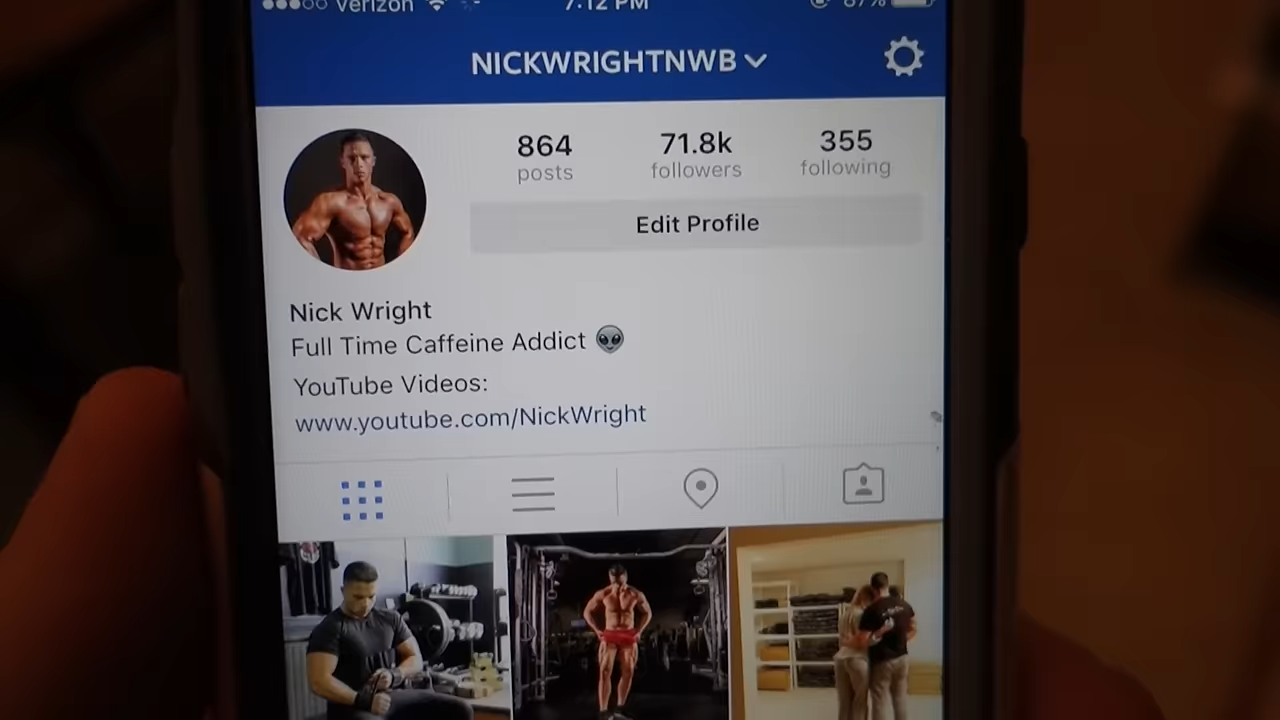 Verizon 7:12 PM 87%
NICKWRIGHTNWB
864 71.8k 355
posts followers following
Edit Profile
Nick Wright
Full Time Caffeine Addict 👽
YouTube Videos:
www.youtube.com/NickWright